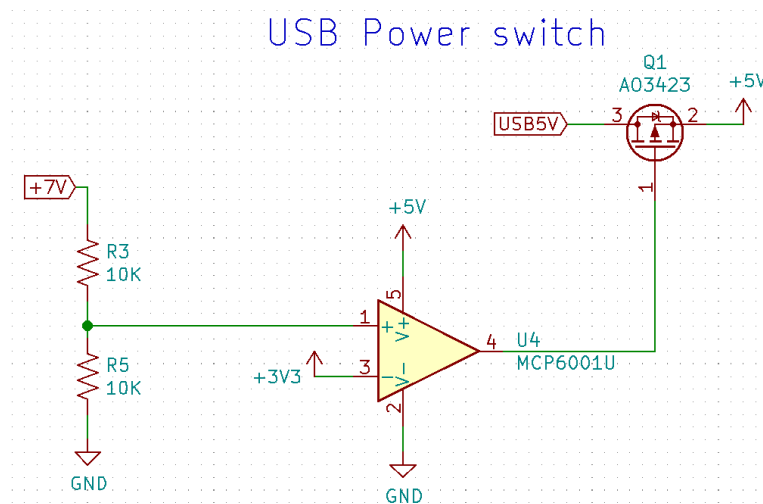 USB Power switch
Q1
AO3423
+5V
USB5V
3
2
1
+7V
+5V
R3
10K
5
1
+
V+
4
U4
MCP6001U
R5
10K
+3V3
3
-
V-
2
GND
GND